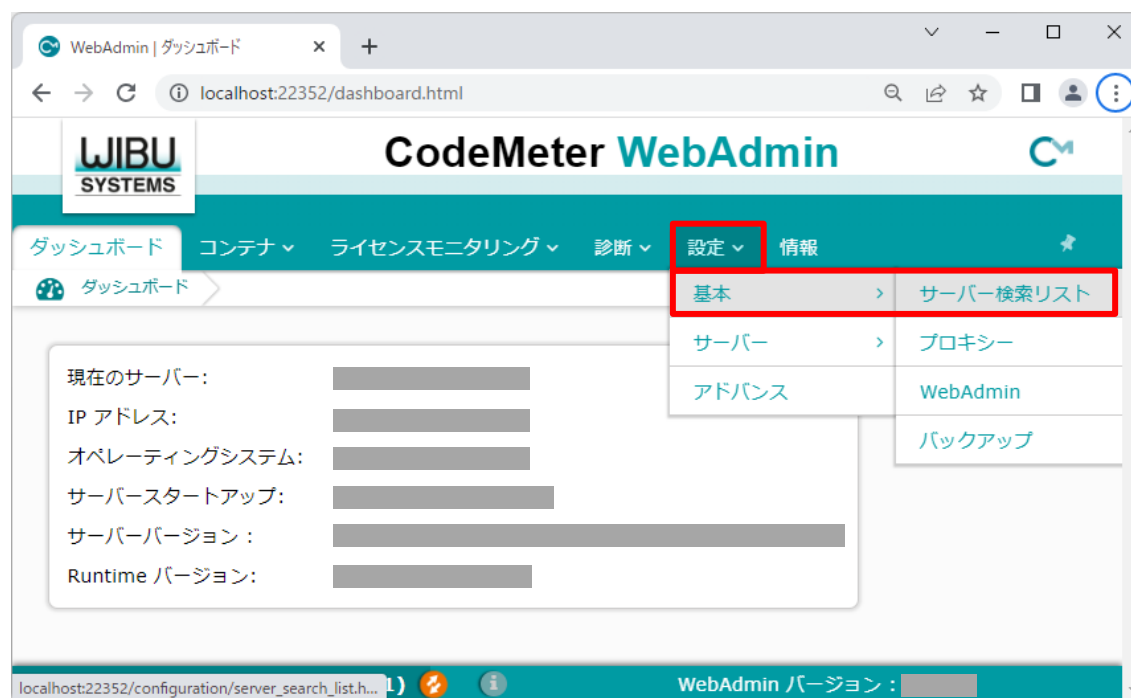 WebAdmin | ダッシュボード
localhost:22352/dashboard.html
WIBU
SYSTEMS
CodeMeter WebAdmin
ダッシュボード コンテナ ライセンスモニタリング 診断 設定 情報
ダッシュボード
基本 サーバー検索リスト
サーバー プロキシー
アドバンス WebAdmin
バックアップ
現在のサーバー:
IP アドレス:
オペレーティングシステム:
サーバースタートアップ:
サーバーバージョン :
Runtime バージョン:
localhost:22352/configuration/server_search_list.h... 1) WebAdmin バージョン :